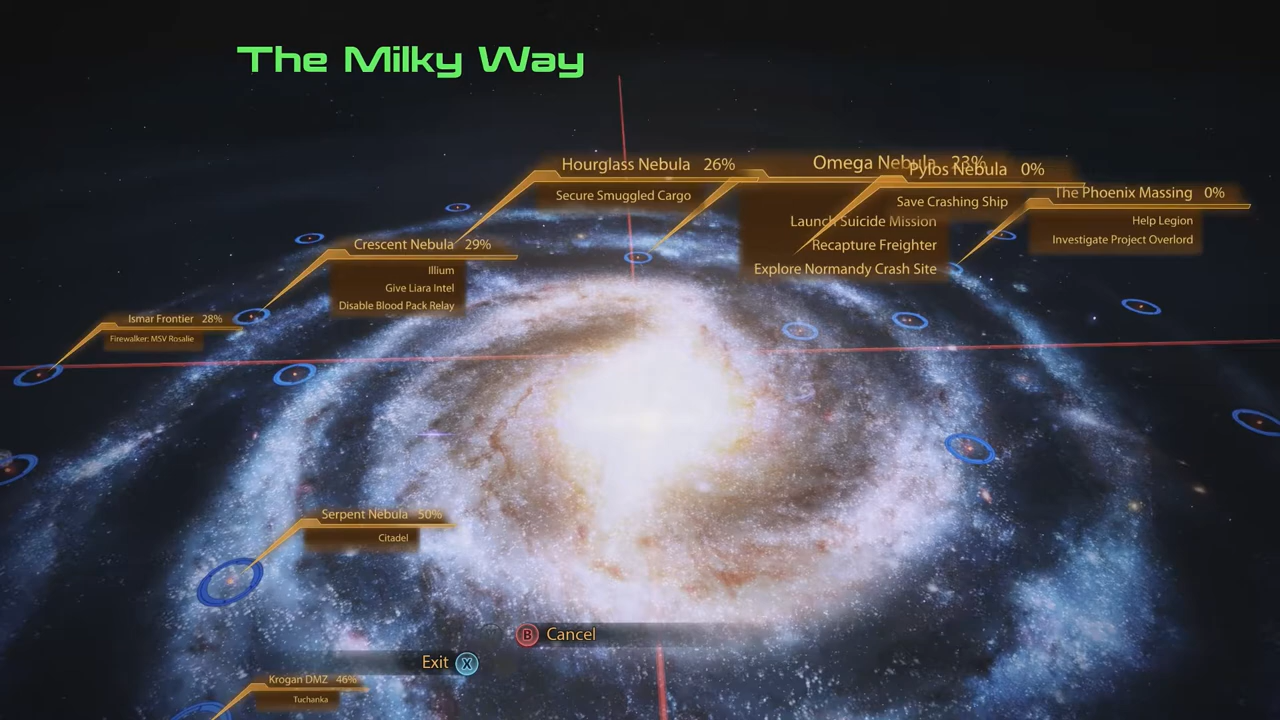 The Milky Way
Hourglass Nebula 26%
Secure Smuggled Cargo
Omega Nebula 23%
Launch Suicide Mission
Recapture Freighter
Explore Normandy Crash Site
Pylos Nebula 0%
Save Crashing Ship
The Phoenix Massing 0%
Help Legion
Investigate Project Overlord
Crescent Nebula 29%
Illium
Give Liara Intel
Disable Blood Pack Relay
Ismar Frontier 28%
Firewalker: MSV Rosalie
Serpent Nebula 50%
Citadel
B Cancel
Exit X
Krogan DMZ 46%
Tuchanka